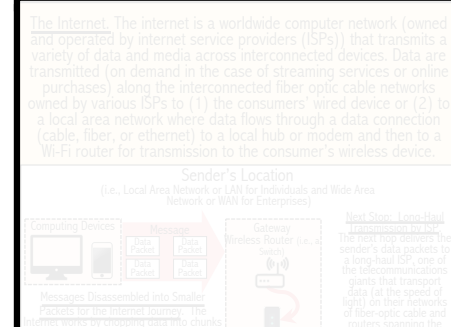 The Internet. The internet is a worldwide computer network (owned
and operated by internet service providers (ISPs)) that transmits a
variety of data and media across interconnected devices. Data are
transmitted (on demand in the case of streaming services or online
purchases) along the interconnected fiber optic cable networks
owned by various ISPs to (1) the consumers' wired device or (2) to
a local area network where data flows through a data connection
(cable, fiber, or ethernet) to a local hub or modem and then to a
Wi-Fi router for transmission to the consumer's wireless device.
Sender's Location
(i.e., Local Area Network or LAN for Individuals and Wide Area
Network or WAN for Enterprises)
Computing Devices
Message
Data
Packet
Data
Packet
Data
Packet
Data
Packet
Messages Disassembled into Smaller
Packets for the Internet Journey. The
internet works by chopping data into chunks
Gateway
Wireless Router (i.e., a
Switch)
Next Stop: Long-Haul
Transmission by ISP.
The next hop delivers the
sender's data packets to
a long-haul ISP, one of
the telecommunications
giants that transport
data (at the speed of
light) on their networks
of fiber-optic cable and
routers spanning the